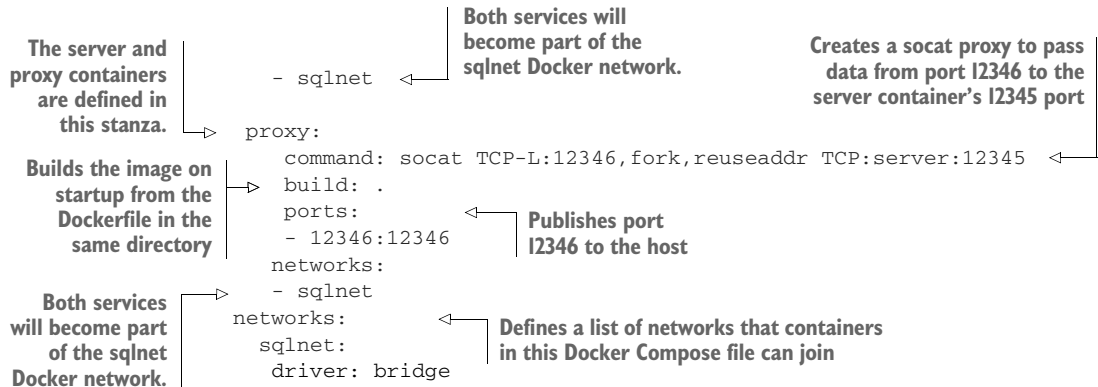 Both services will
become part of the
sqlnet Docker network.
The server and
proxy containers
are defined in
this stanza.
Creates a socat proxy to pass
data from port 12346 to the
server container's 12345 port
- sqlnet
proxy:
command: socat TCP-L:12346,fork,reuseaddr TCP:server:12345
Builds the image on
startup from the
Dockerfile in the
same directory
build: .
ports:
- 12346:12346
Publishes port
12346 to the host
networks:
- sqlnet
Both services
will become part
of the sqlnet
Docker network.
networks:
sqlnet:
driver: bridge
Defines a list of networks that containers
in this Docker Compose file can join